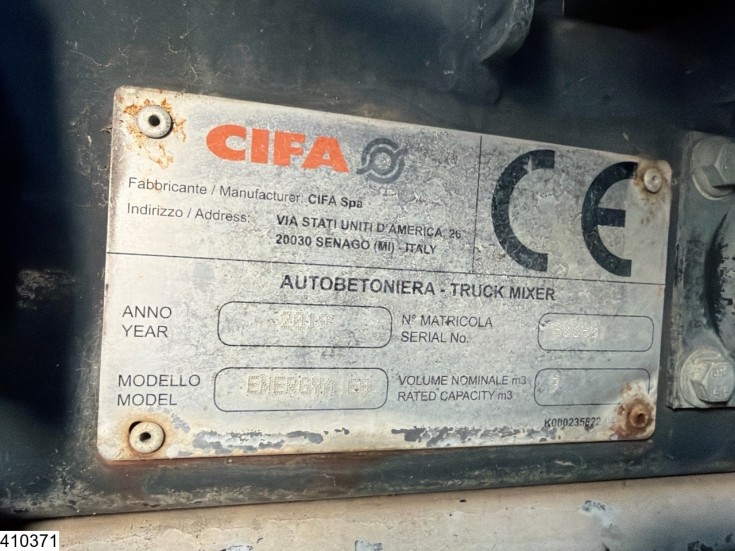 CIFA
CE
Fabbricante / Manufacturer: CIFA Spa
Indirizzo / Address: VIA STATI UNITI D'AMERICA, 26
20030 SENAGO (MI) - ITALY
AUTOBETONIERA - TRUCK MIXER
ANNO
YEAR
N° MATRICOLA
SERIAL No.
MODELLO
MODEL
VOLUME NOMINALE m3
RATED CAPACITY m3
K000235822
410371